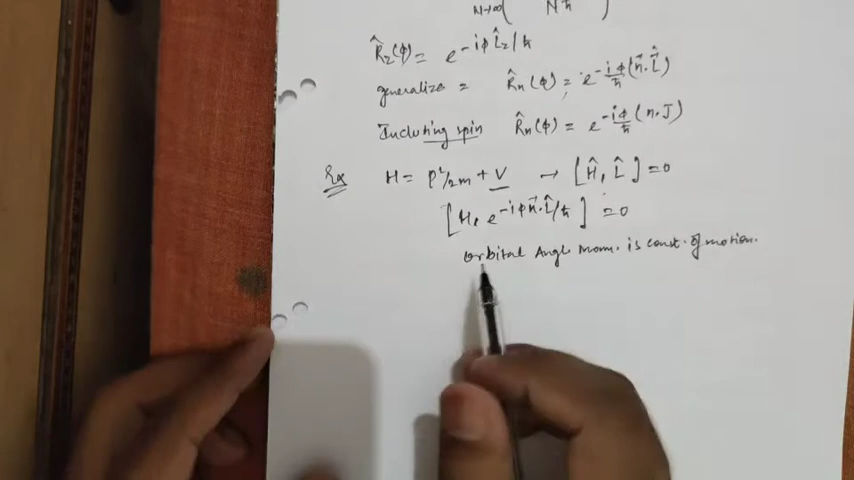 N→∞( Nħ )
R̂z(φ) = e^{-iφL̂z/ħ}
generalize = R̂n(φ) = e^{-iφ/ħ(n⃗.L̂)}
Including spin R̂n(φ) = e^{-iφ/ħ(n.J)}
Ex H = p²/2m + V → [Ĥ, L̂] = 0
[H, e^{-iφn⃗.L̂/ħ}] = 0
Orbital Angl. Mom. is const. of motion.